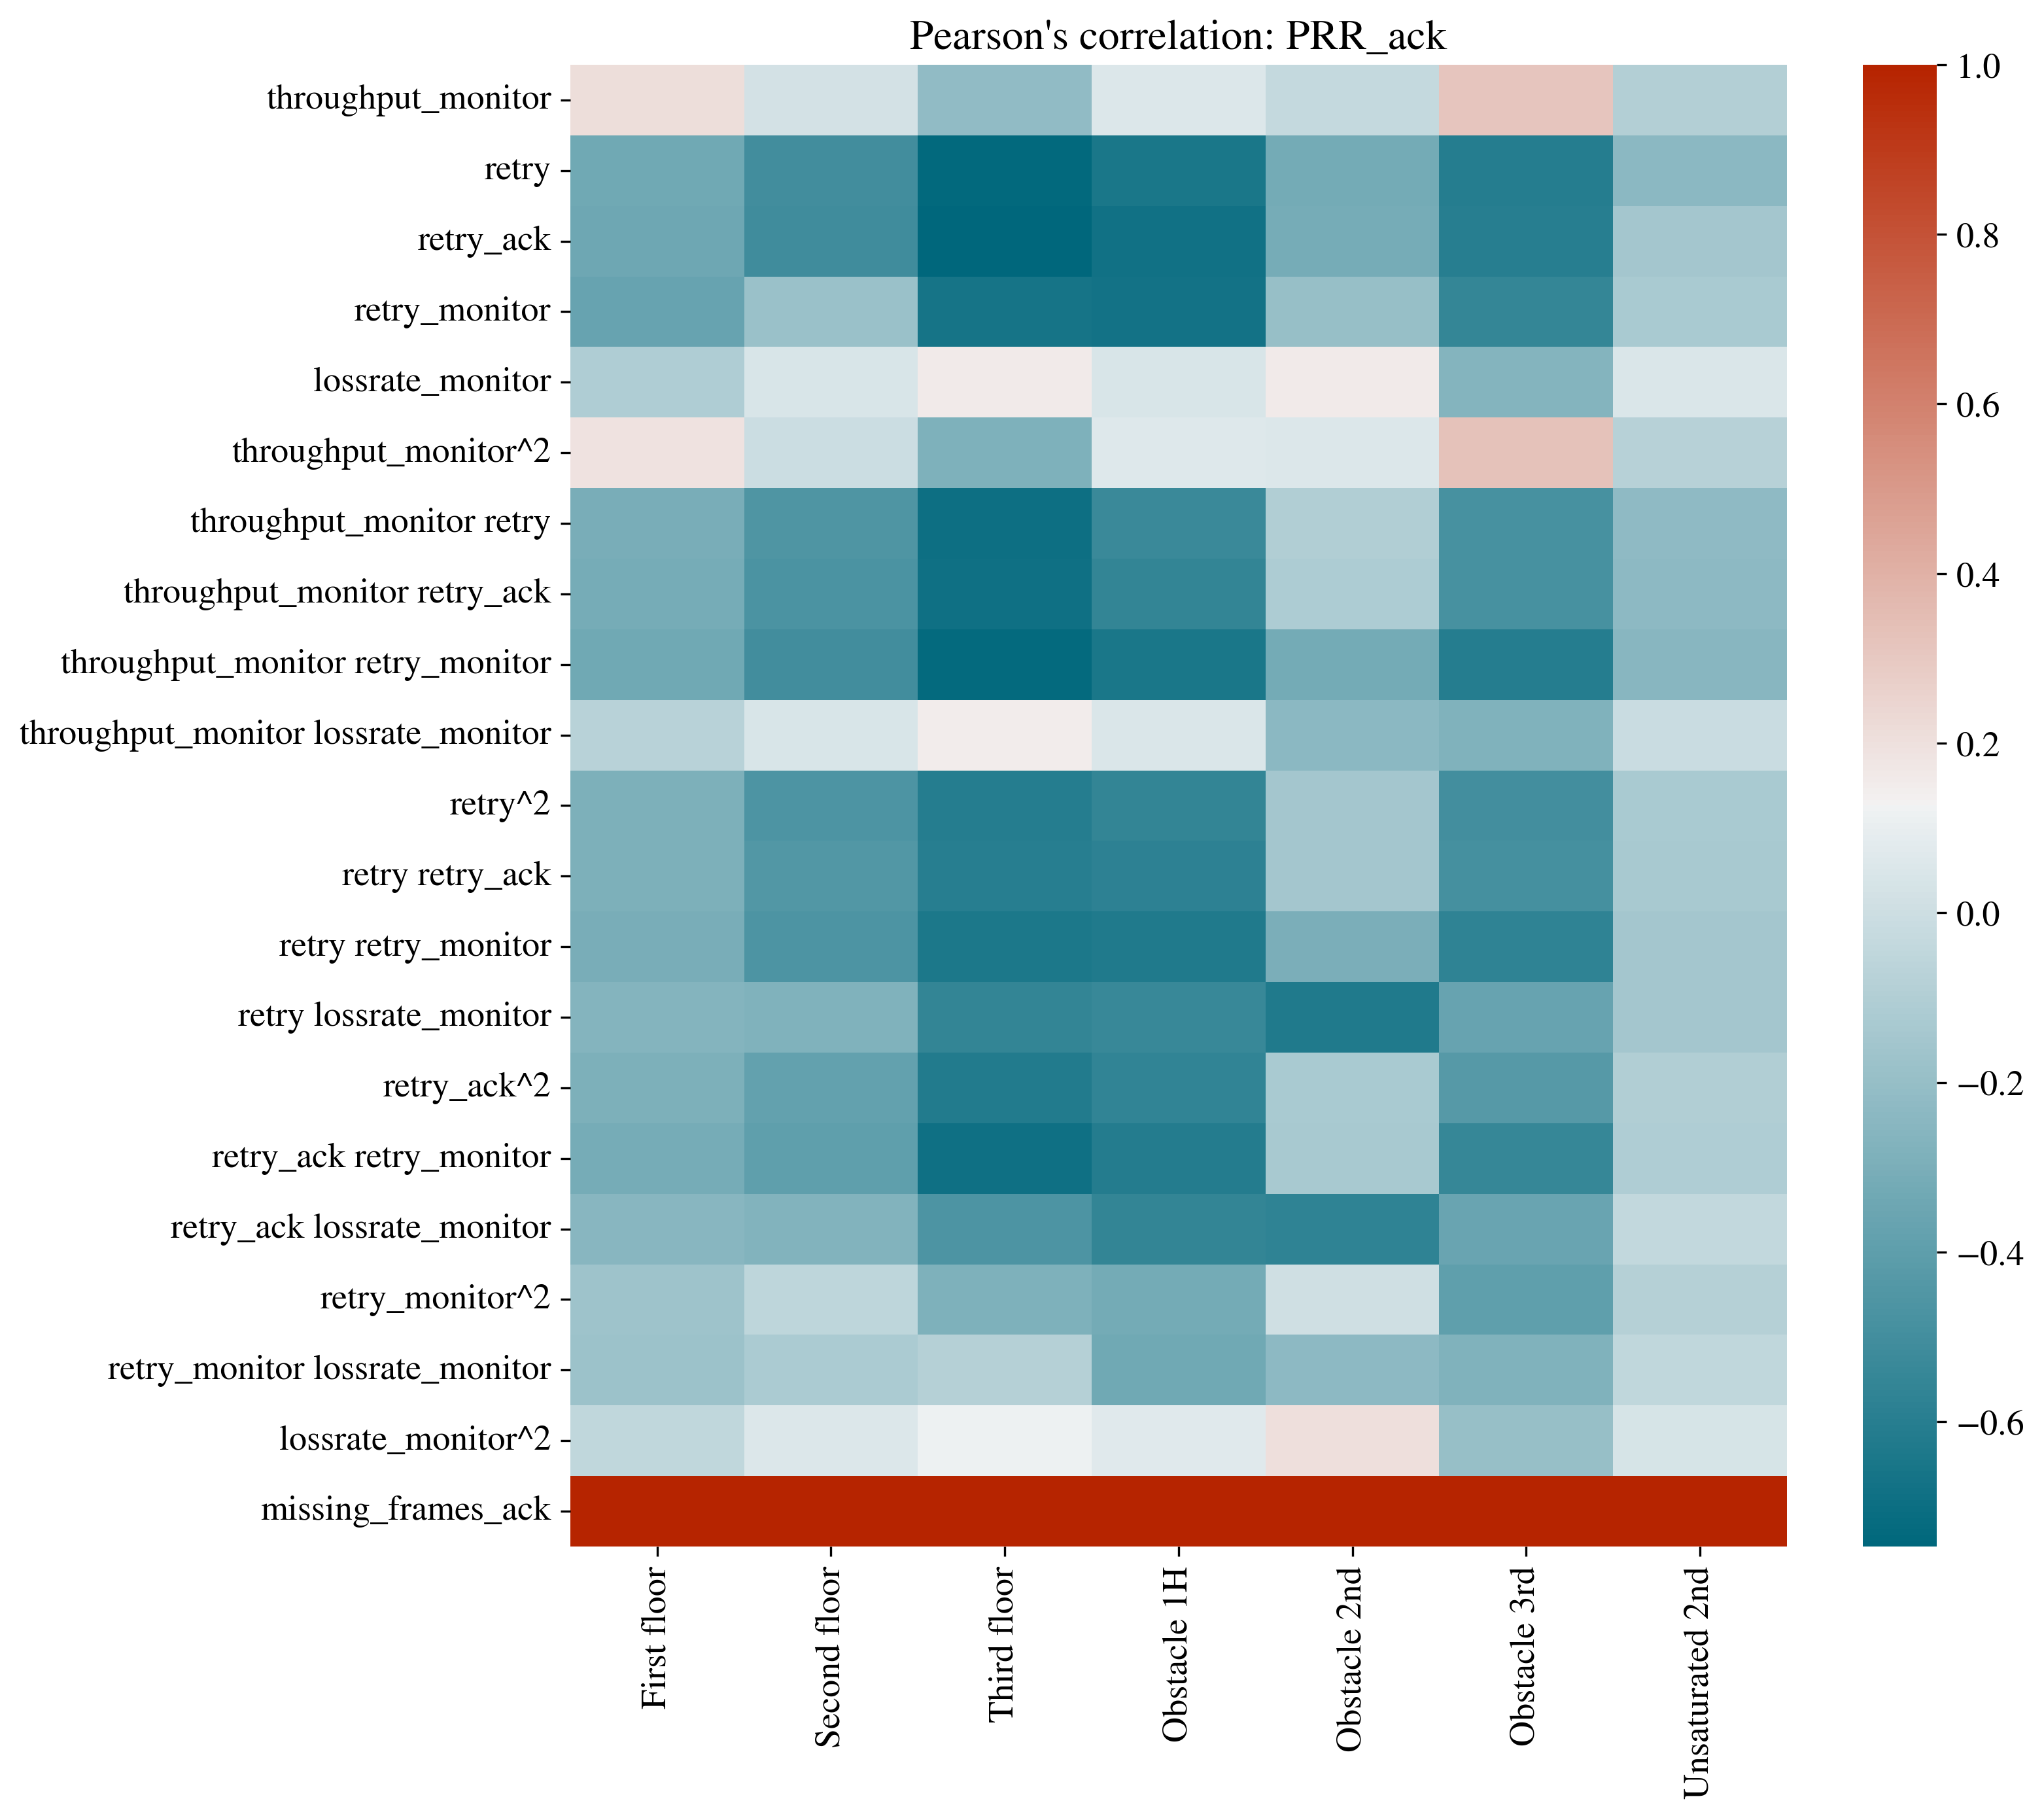 Pearson's correlation: PRR_ack
throughput_monitor
retry
retry_ack
retry_monitor
lossrate_monitor
throughput_monitor^2
throughput_monitor retry
throughput_monitor retry_ack
throughput_monitor retry_monitor
throughput_monitor lossrate_monitor
retry^2
retry retry_ack
retry retry_monitor
retry lossrate_monitor
retry_ack^2
retry_ack retry_monitor
retry_ack lossrate_monitor
retry_monitor^2
retry_monitor lossrate_monitor
lossrate_monitor^2
missing_frames_ack
First floor
Second floor
Third floor
Obstacle 1H
Obstacle 2nd
Obstacle 3rd
Unsaturated 2nd
1.0
0.8
0.6
0.4
0.2
0.0
−0.2
−0.4
−0.6